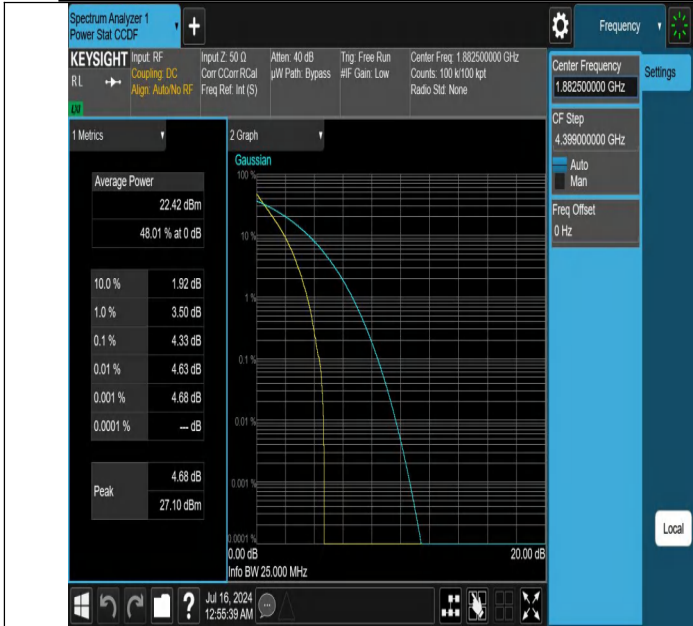 Spectrum Analyzer 1
Power Stat CCDF
+
Frequency
KEYSIGHT
RL
LXI
Input: RF
Coupling: DC
Align: Auto/No RF
Input Z: 50 Ω
Corr CCorr RCal
Freq Ref: Int (S)
Atten: 40 dB
µW Path: Bypass
Trig: Free Run
#IF Gain: Low
Center Freq: 1.882500000 GHz
Counts: 100 k/100 kpt
Radio Std: None
Center Frequency
1.882500000 GHz
Settings
CF Step
4.399000000 GHz
Auto
Man
Freq Offset
0 Hz
1 Metrics
Average Power
22.42 dBm
48.01 % at 0 dB
10.0 % 1.92 dB
1.0 % 3.50 dB
0.1 % 4.33 dB
0.01 % 4.63 dB
0.001 % 4.68 dB
0.0001 % --- dB
Peak
4.68 dB
27.10 dBm
2 Graph
Gaussian
100 %
10 %
1 %
0.1 %
0.01 %
0.001 %
0.0001 %
0.00 dB
20.00 dB
Info BW 25.000 MHz
Local
?
Jul 16, 2024
12:55:39 AM